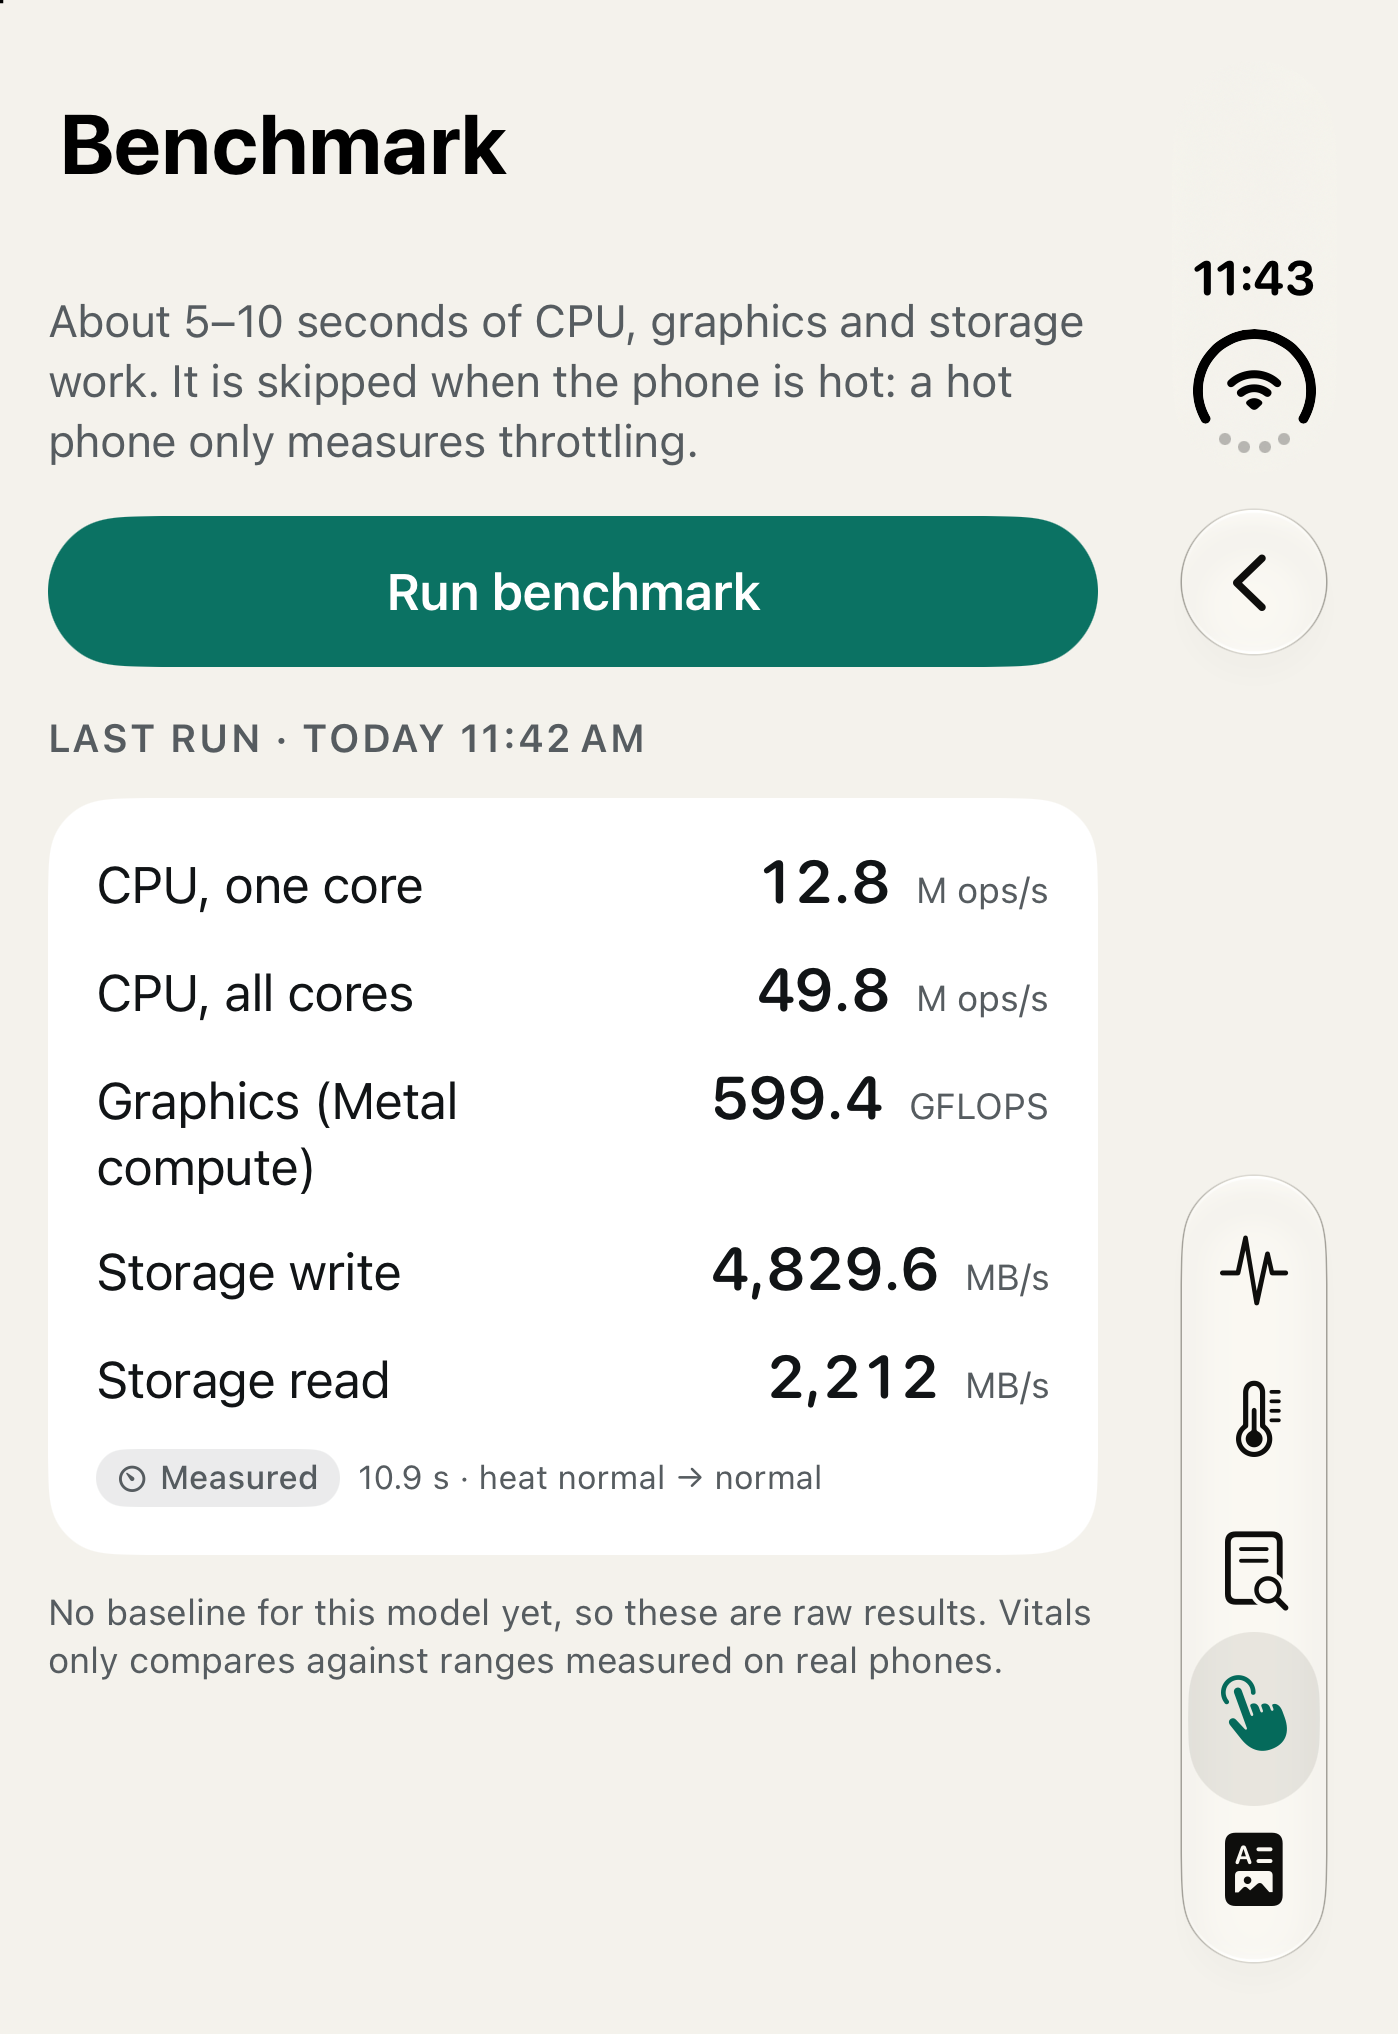 Benchmark
11:43
About 5–10 seconds of CPU, graphics and storage
work. It is skipped when the phone is hot: a hot
phone only measures throttling.
Run benchmark
LAST RUN · TODAY 11:42 AM
CPU, one core 12.8 M ops/s
CPU, all cores 49.8 M ops/s
Graphics (Metal 599.4 GFLOPS
compute)
Storage write 4,829.6 MB/s
Storage read 2,212 MB/s
Measured 10.9 s · heat normal → normal
No baseline for this model yet, so these are raw results. Vitals
only compares against ranges measured on real phones.
A